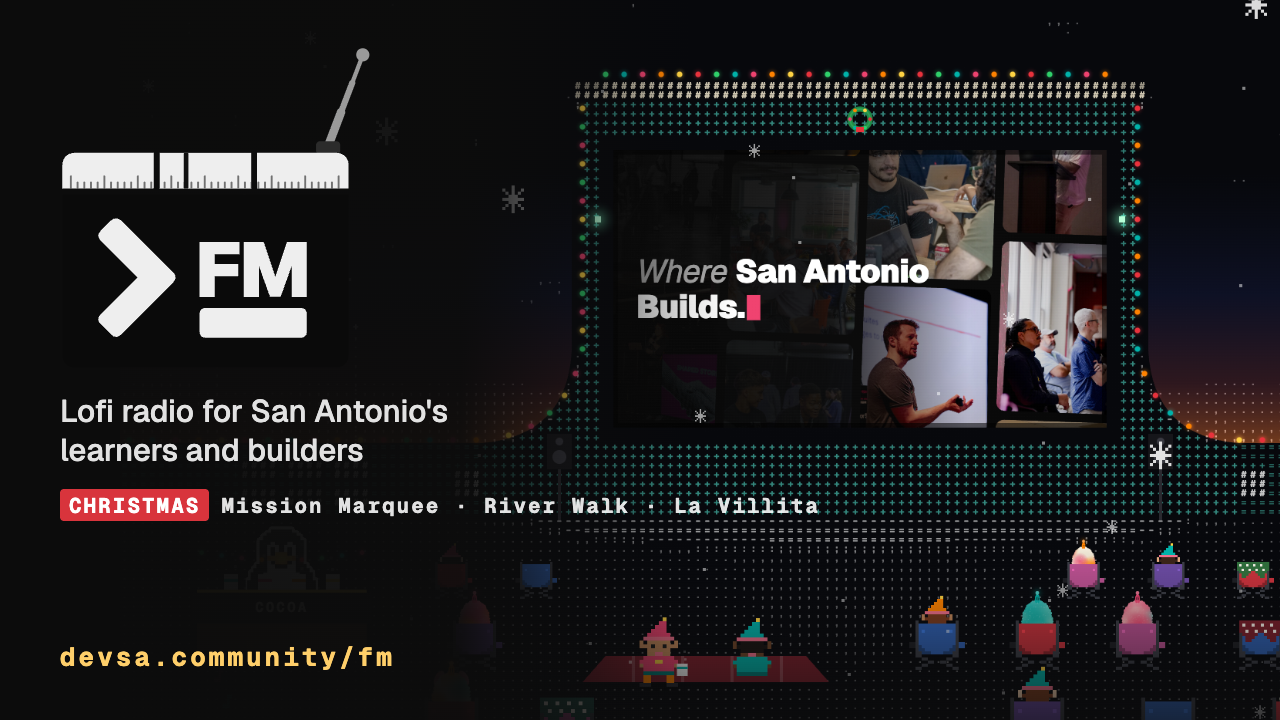 FM
Where San Antonio
Builds.
Lofi radio for San Antonio's
learners and builders
CHRISTMAS Mission Marquee · River Walk · La Villita
COCOA
devsa.community/fm